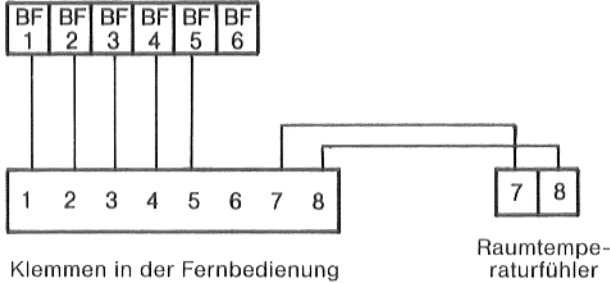 BF BF BF BF BF BF
1 2 3 4 5 6
1 2 3 4 5 6 7 8
7 8
Klemmen in der Fernbedienung
Raumtempe-
raturfühler